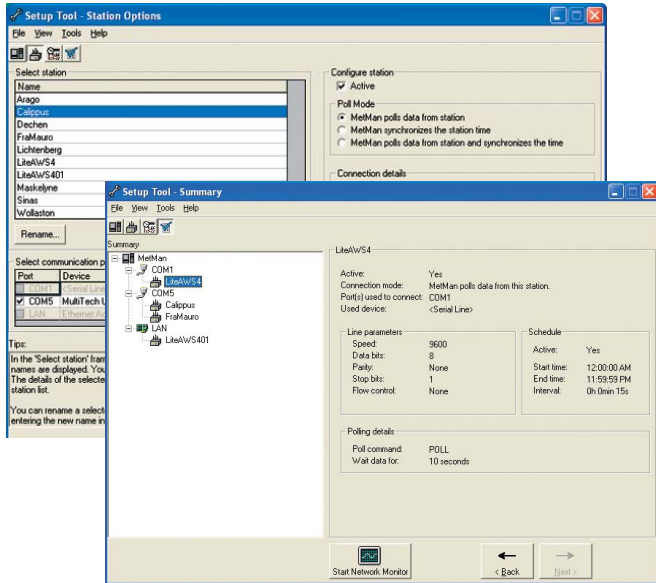 Setup Tool - Station Options
File View Tools Help
Select station
Name
Arago
Calippus
Dechen
FraMauro
Lichtenberg
LiteAWS4
LiteAWS401
Maskelyne
Sinas
Wollaston
Rename...
Configure station
Active
Poll Mode
MetMan polls data from station
MetMan synchronizes the station time
MetMan polls data from station and synchronizes the time
Connection details
Select communication p
Port Device
COM1 <Serial Line
COM5 MultiTech U
LAN Ethernet Ad
Tips:
In the 'Select station' fram
names are displayed. You
The details of the selecte
station list.
You can rename a select
entering the new name in
Setup Tool - Summary
File View Tools Help
Summary
MetMan
COM1
LiteAWS4
COM5
Calippus
FraMauro
LAN
LiteAWS401
LiteAWS4
Active: Yes
Connection mode: MetMan polls data from this station.
Port(s) used to connect: COM1
Used device: <Serial Line>
Line parameters
Speed: 9600
Data bits: 8
Parity: None
Stop bits: 1
Flow control: None
Schedule
Active: Yes
Start time: 12:00:00 AM
End time: 11:59:59 PM
Interval: 0h 0min 15s
Polling details
Poll command: POLL
Wait data for: 10 seconds
Start Network Monitor
< Back
Next >